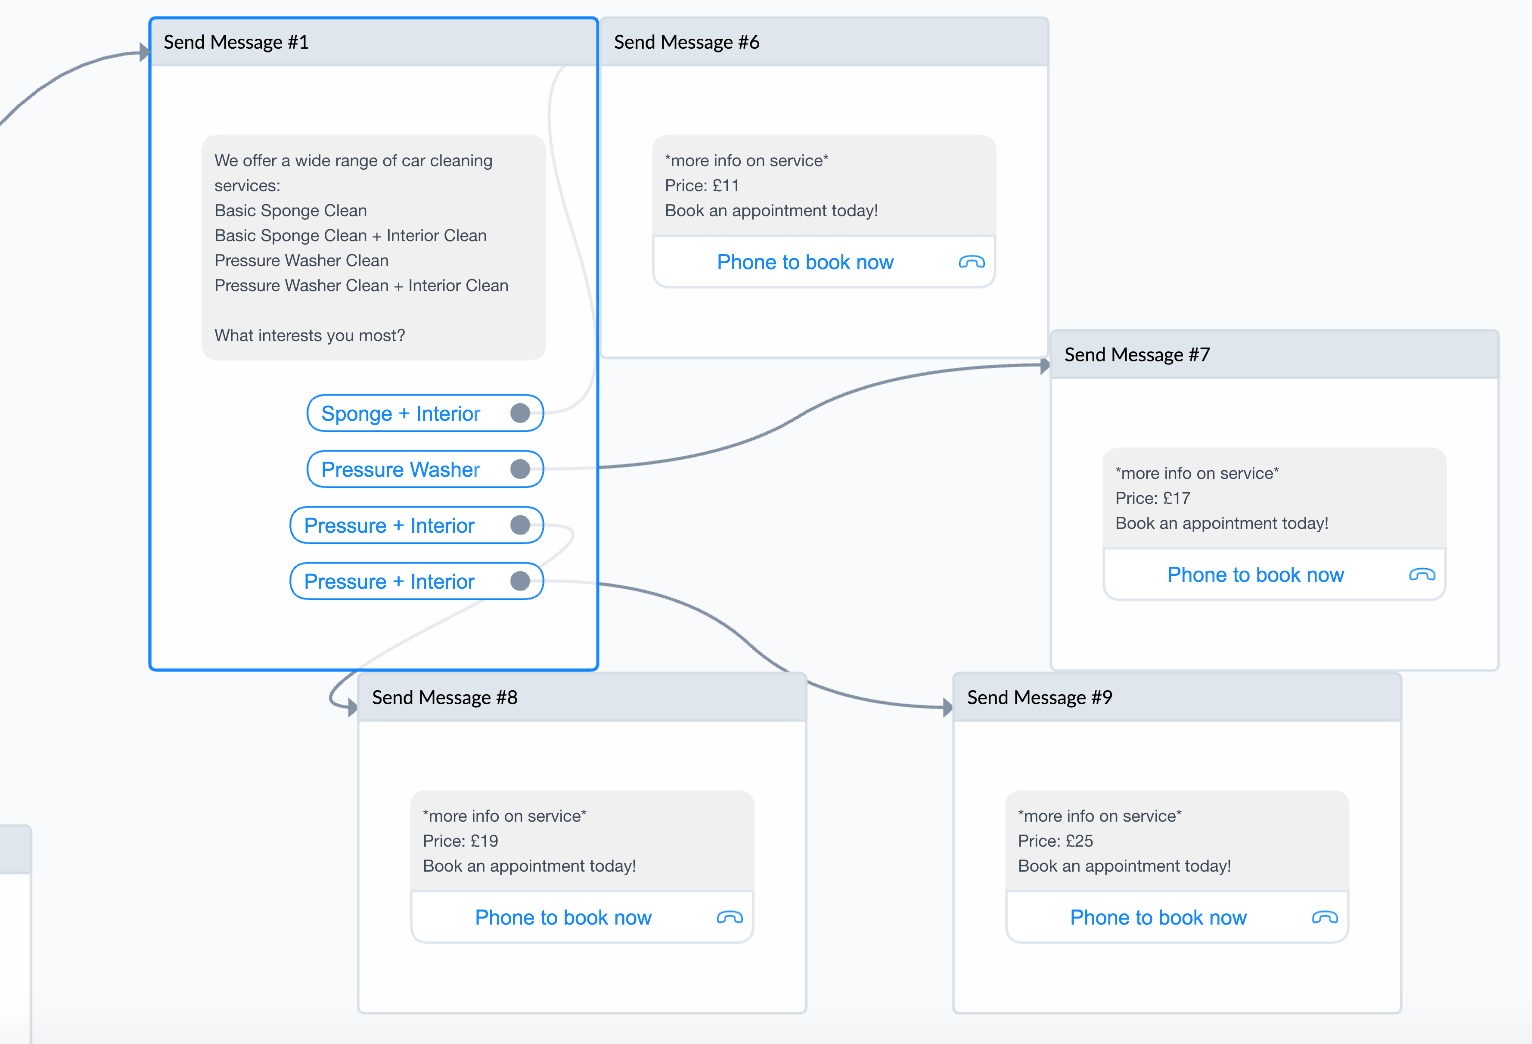 Send Message #1
We offer a wide range of car cleaning
services:
Basic Sponge Clean
Basic Sponge Clean + Interior Clean
Pressure Washer Clean
Pressure Washer Clean + Interior Clean
What interests you most?
Sponge + Interior
Pressure Washer
Pressure + Interior
Pressure + Interior
Send Message #6
*more info on service*
Price: £11
Book an appointment today!
Phone to book now
Send Message #7
*more info on service*
Price: £17
Book an appointment today!
Phone to book now
Send Message #8
*more info on service*
Price: £19
Book an appointment today!
Phone to book now
Send Message #9
*more info on service*
Price: £25
Book an appointment today!
Phone to book now